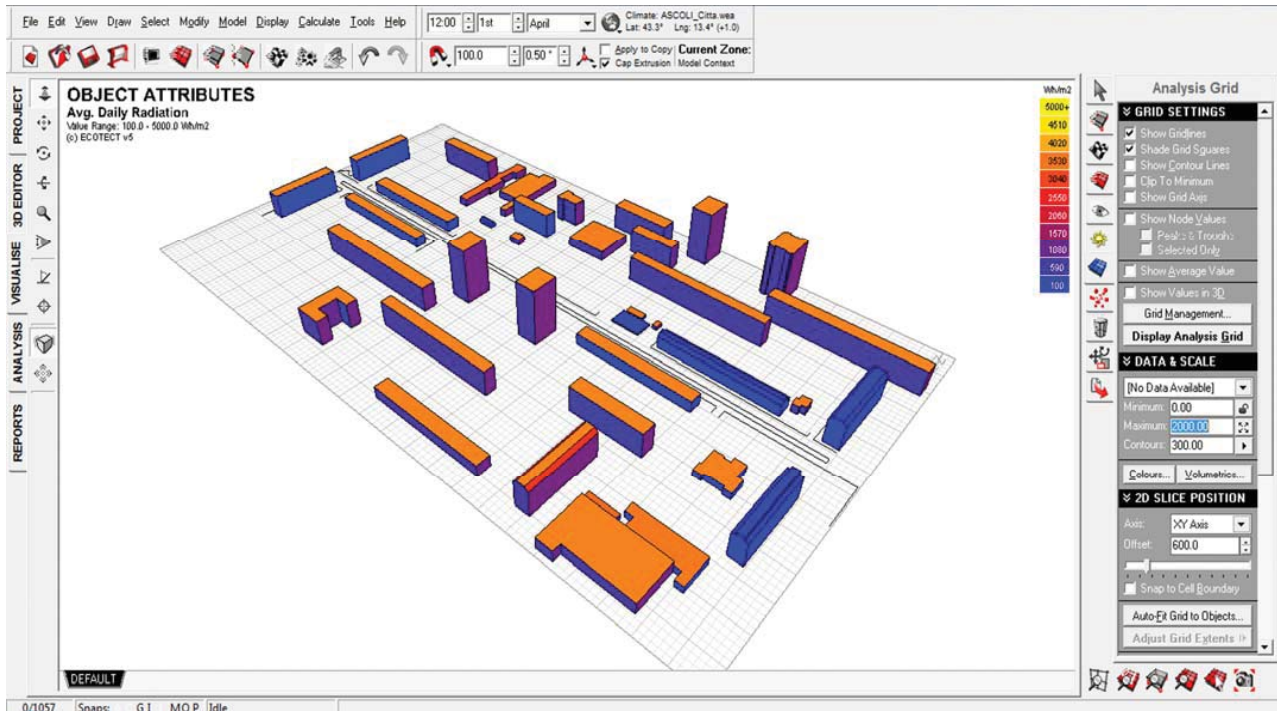 File Edit View Draw Select Modify Model Display Calculate Tools Help
12:00 1st April
Climate: ASCOLI_Citta.wea
Lat: 43.3° Lng: 13.4° (+1.0)
100.0 0.50°
Apply to Copy
Cap Extrusion
Current Zone:
Model Context
PROJECT
3D EDITOR
VISUALISE
ANALYSIS
REPORTS
OBJECT ATTRIBUTES
Avg. Daily Radiation
Value Range: 100.0 - 5000.0 Wh/m2
(c) ECOTECT v5
Wh/m2
5000+
4510
4020
3530
3040
2550
2060
1570
1080
590
100
DEFAULT
Analysis Grid
GRID SETTINGS
Show Gridlines
Shade Grid Squares
Show Contour Lines
Clip To Minimum
Show Grid Axis
Show Node Values
Peaks & Troughs
Selected Only
Show Average Value
Show Values in 3D
Grid Management...
Display Analysis Grid
DATA & SCALE
[No Data Available]
Minimum: 0.00
Maximum: 2000.00
Contours: 300.00
Colours... Volumetrics...
2D SLICE POSITION
Axis: XY Axis
Offset: 600.0
Snap to Cell Boundary
Auto-Fit Grid to Objects...
Adjust Grid Extents
0/1057 Snaps: G I M O P Idle